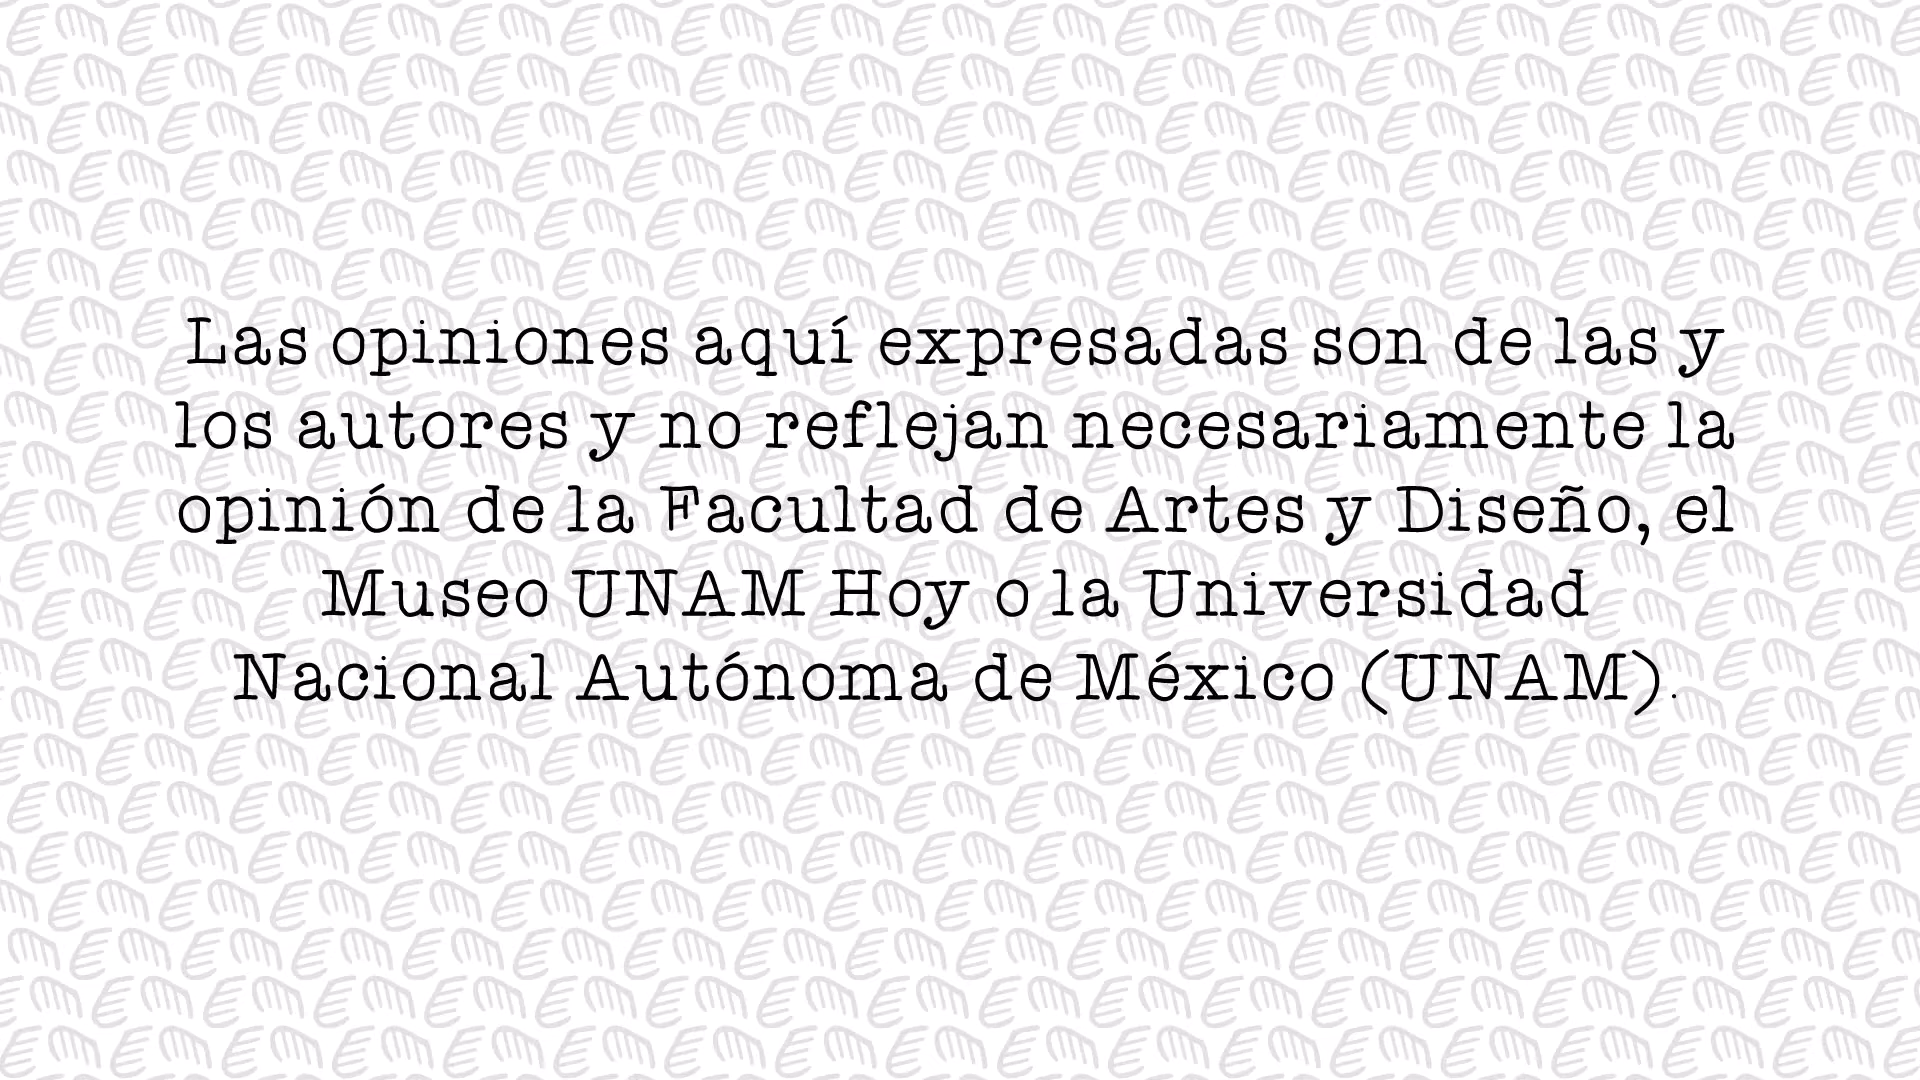 Las opiniones aquí expresadas son de las y
los autores y no reflejan necesariamente la
opinión de la Facultad de Artes y Diseño, el
Museo UNAM Hoy o la Universidad
Nacional Autónoma de México (UNAM).